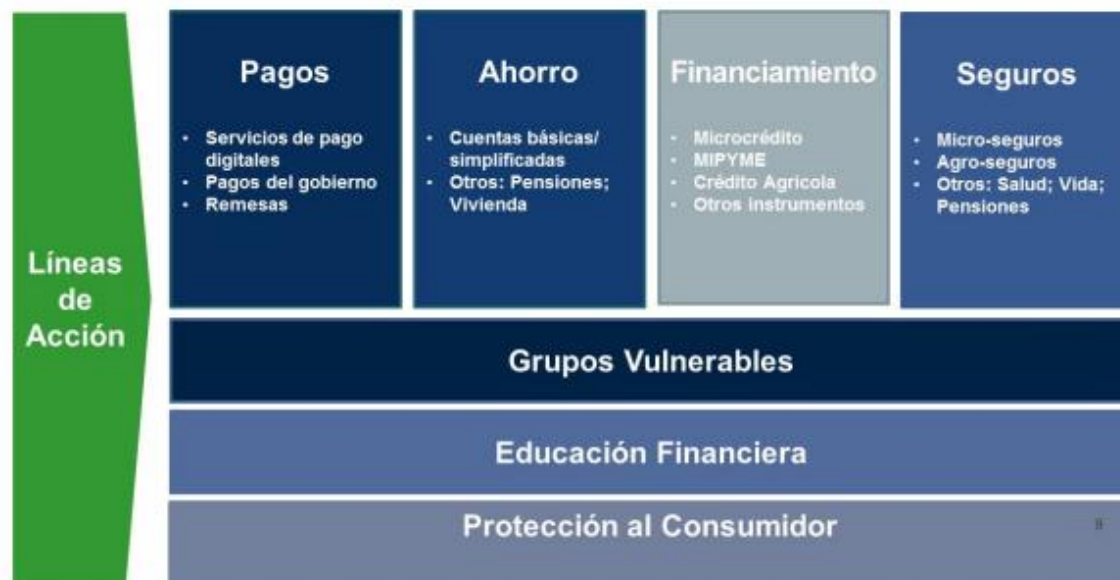 Líneas
de
Acción
Pagos
• Servicios de pago
digitales
• Pagos del gobierno
• Remesas
Ahorro
• Cuentas básicas/
simplificadas
• Otros: Pensiones;
Vivienda
Financiamiento
• Microcrédito
• MIPYME
• Crédito Agricola
• Otros instrumentos
Seguros
• Micro-seguros
• Agro-seguros
• Otros: Salud; Vida;
Pensiones
Grupos Vulnerables
Educación Financiera
Protección al Consumidor